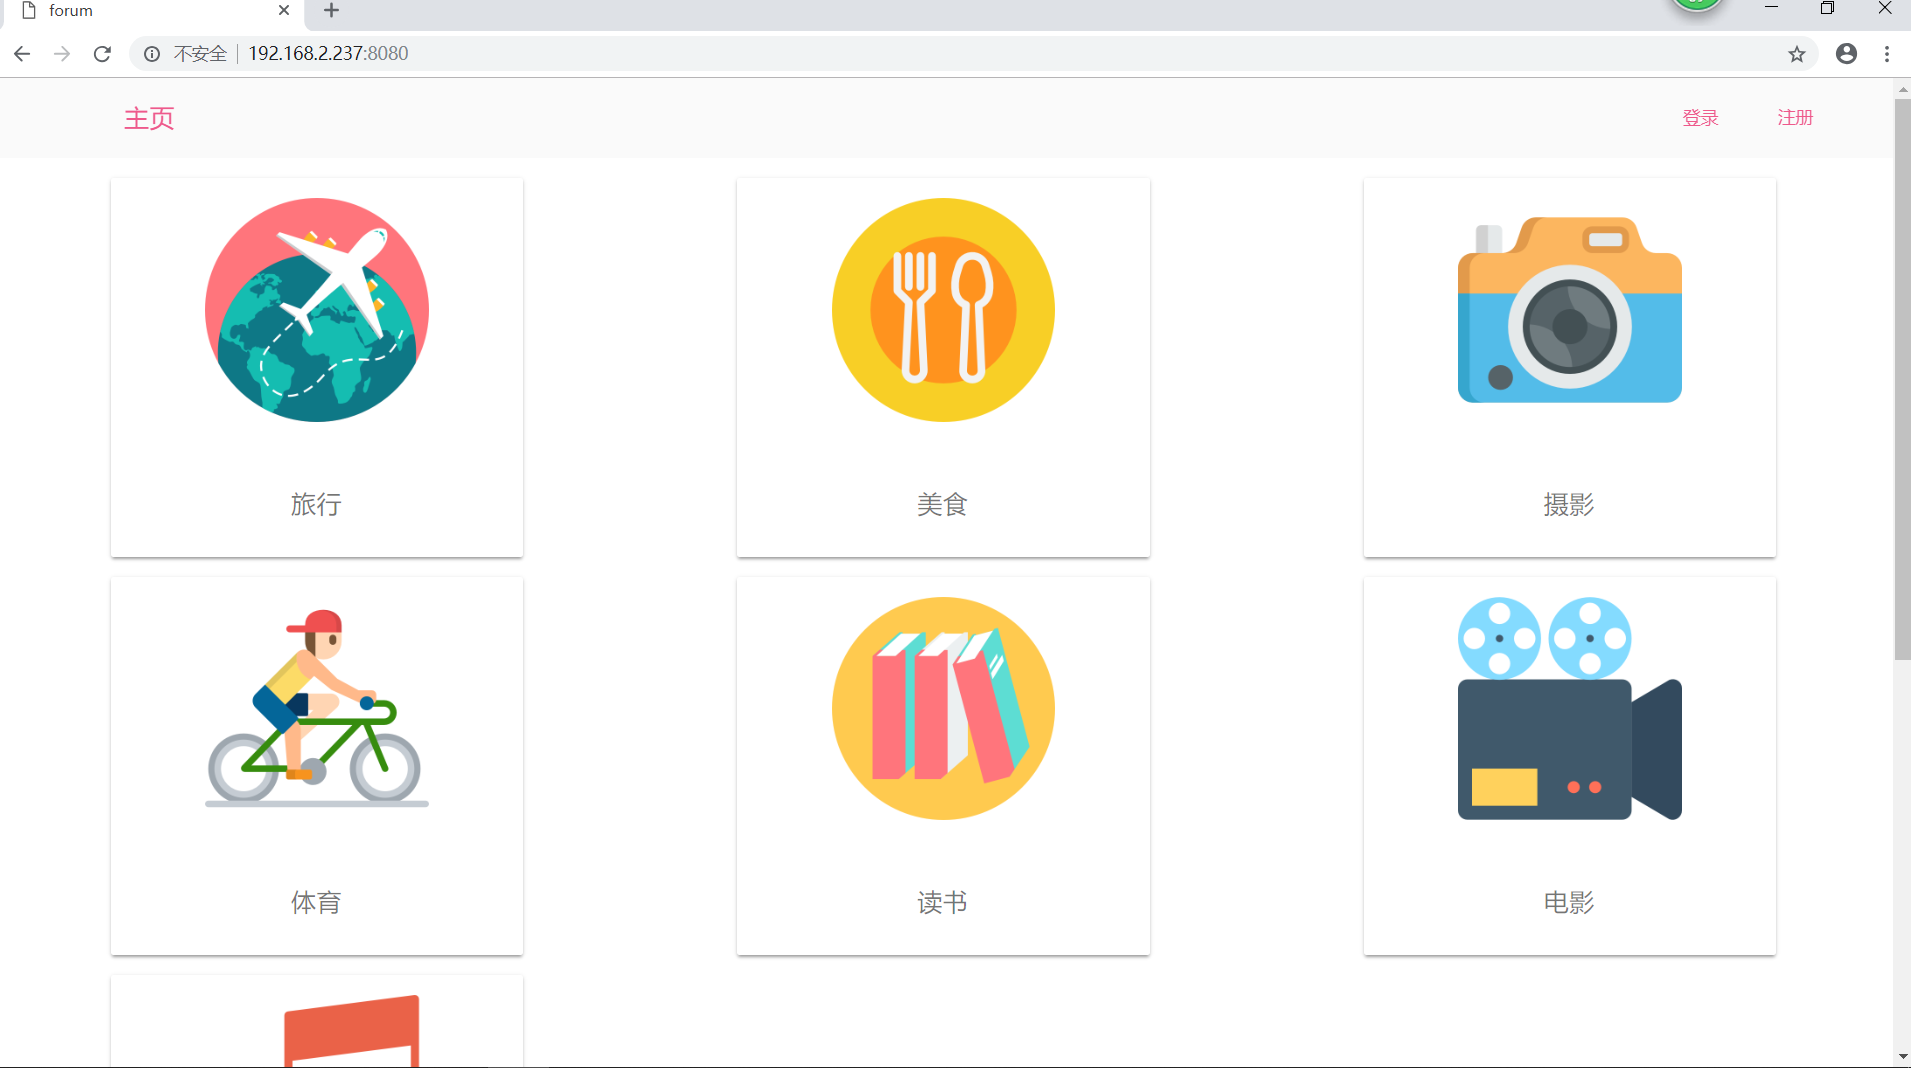 forum
不安全 192.168.2.237:8080
主页 登录 注册
旅行 美食 摄影
体育 读书 电影